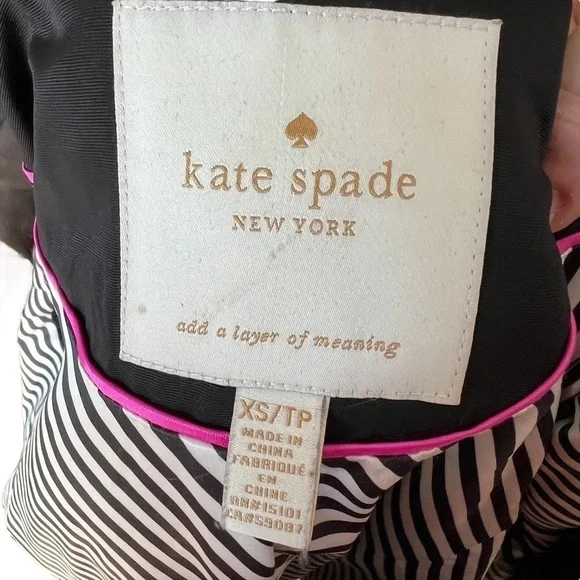 kate spade
NEW YORK
add a layer of meaning
XS/TP
MADE IN
CHINA
FABRIQUÉ
EN
CHINE
RN#15101
CA#59087